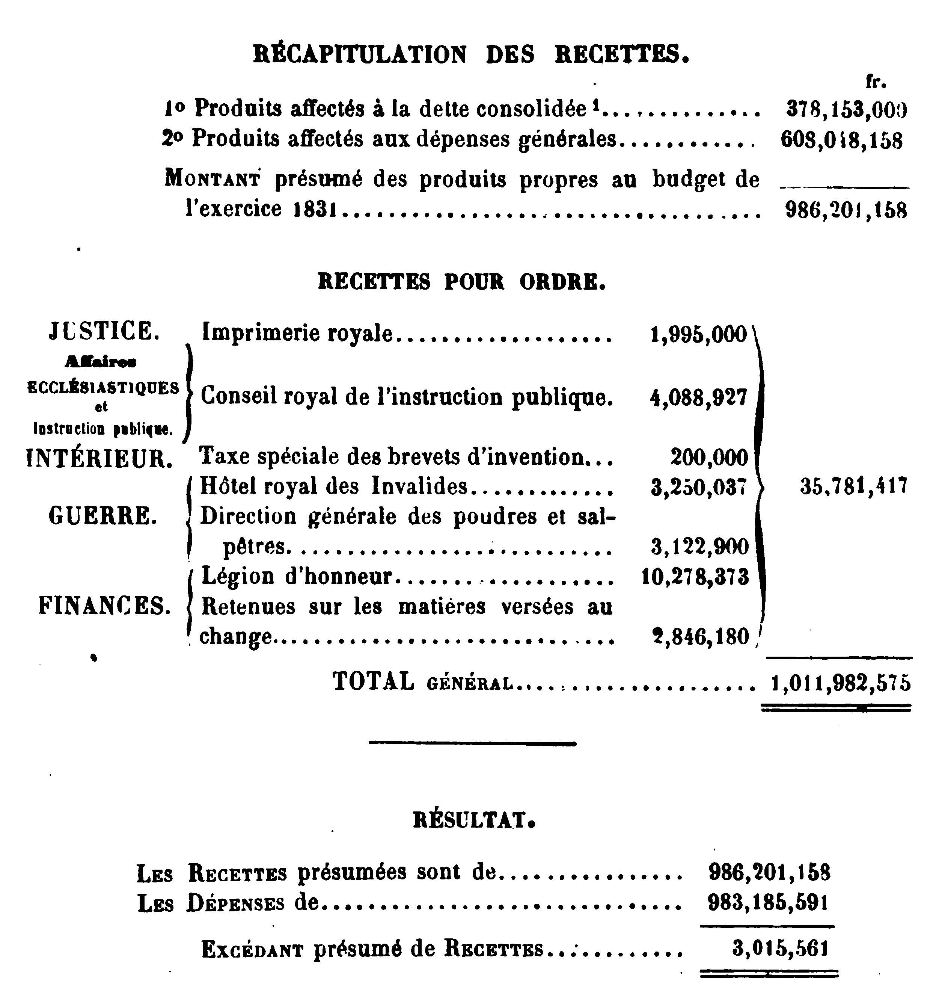 RÉCAPITULATION DES RECETTES.
fr.
1º Produits affectés à la dette consolidée ¹.............. 378,153,000
2º Produits affectés aux dépenses générales............ 608,048,158
MONTANT présumé des produits propres au budget de
l'exercice 1831.................................... 986,201,158
RECETTES POUR ORDRE.
JUSTICE. Imprimerie royale................... 1,995,000
Affaires
ECCLÉSIASTIQUES
et
Instruction publique.
Conseil royal de l'instruction publique. 4,088,927
INTÉRIEUR. Taxe spéciale des brevets d'invention... 200,000
Hôtel royal des Invalides............. 3,250,037 35,781,417
GUERRE. Direction générale des poudres et sal-
pêtres............................ 3,122,900
Légion d'honneur................... 10,278,373
FINANCES. Retenues sur les matières versées au
change............................. 2,846,180
TOTAL GÉNÉRAL..................... 1,011,982,575
RÉSULTAT.
LES RECETTES présumées sont de................ 986,201,158
LES DÉPENSES de............................... 983,185,591
EXCÉDANT présumé de RECETTES............ 3,015,561